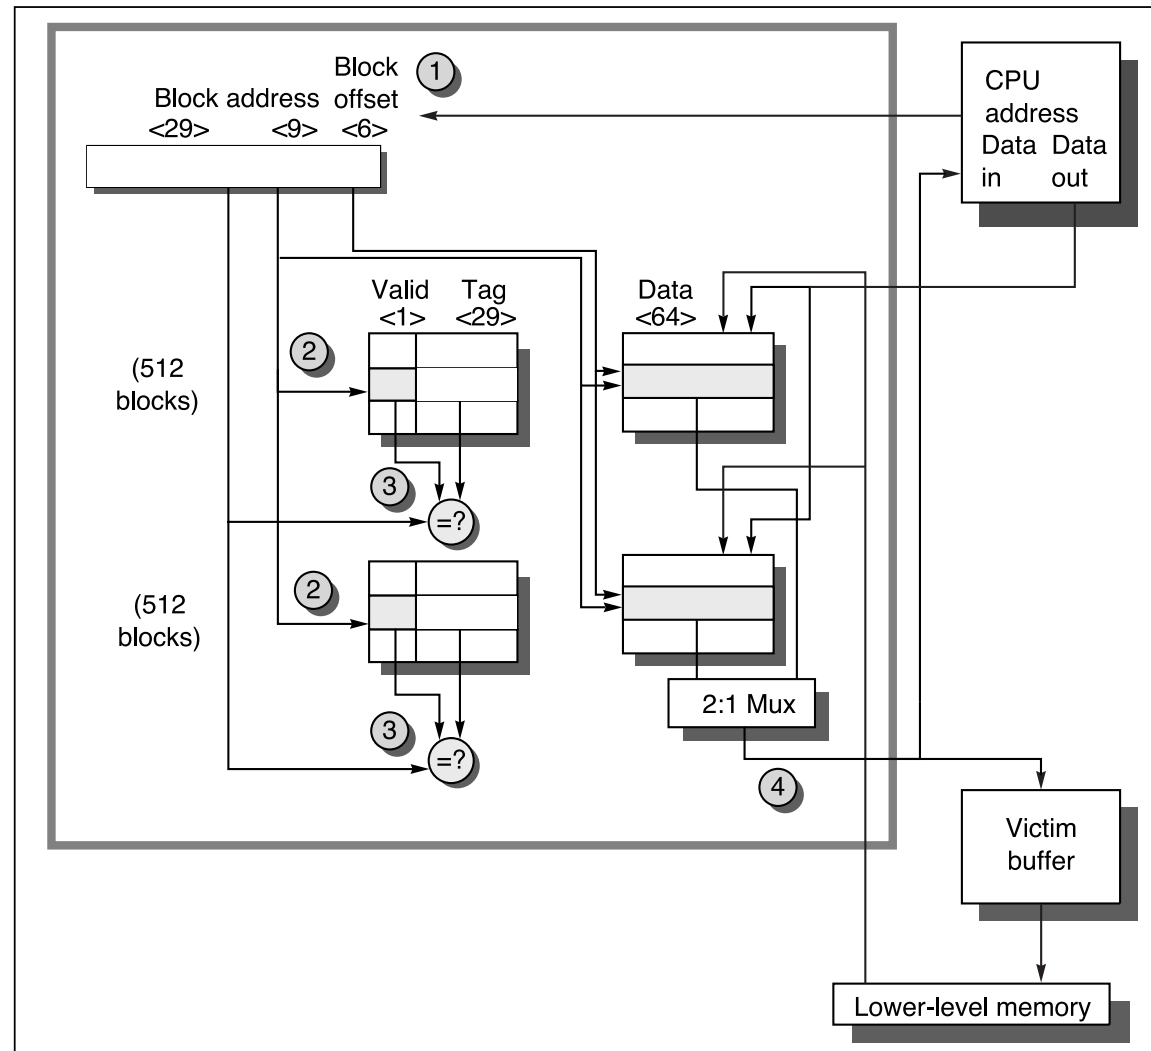 Block
offset
1
Block address
<29>
<9>
<6>
CPU
address
Data
in
Data
out
Valid
<1>
Tag
<29>
Data
<64>
2
(512
blocks)
3
=?
2
(512
blocks)
3
=?
2:1 Mux
4
Victim
buffer
Lower-level memory